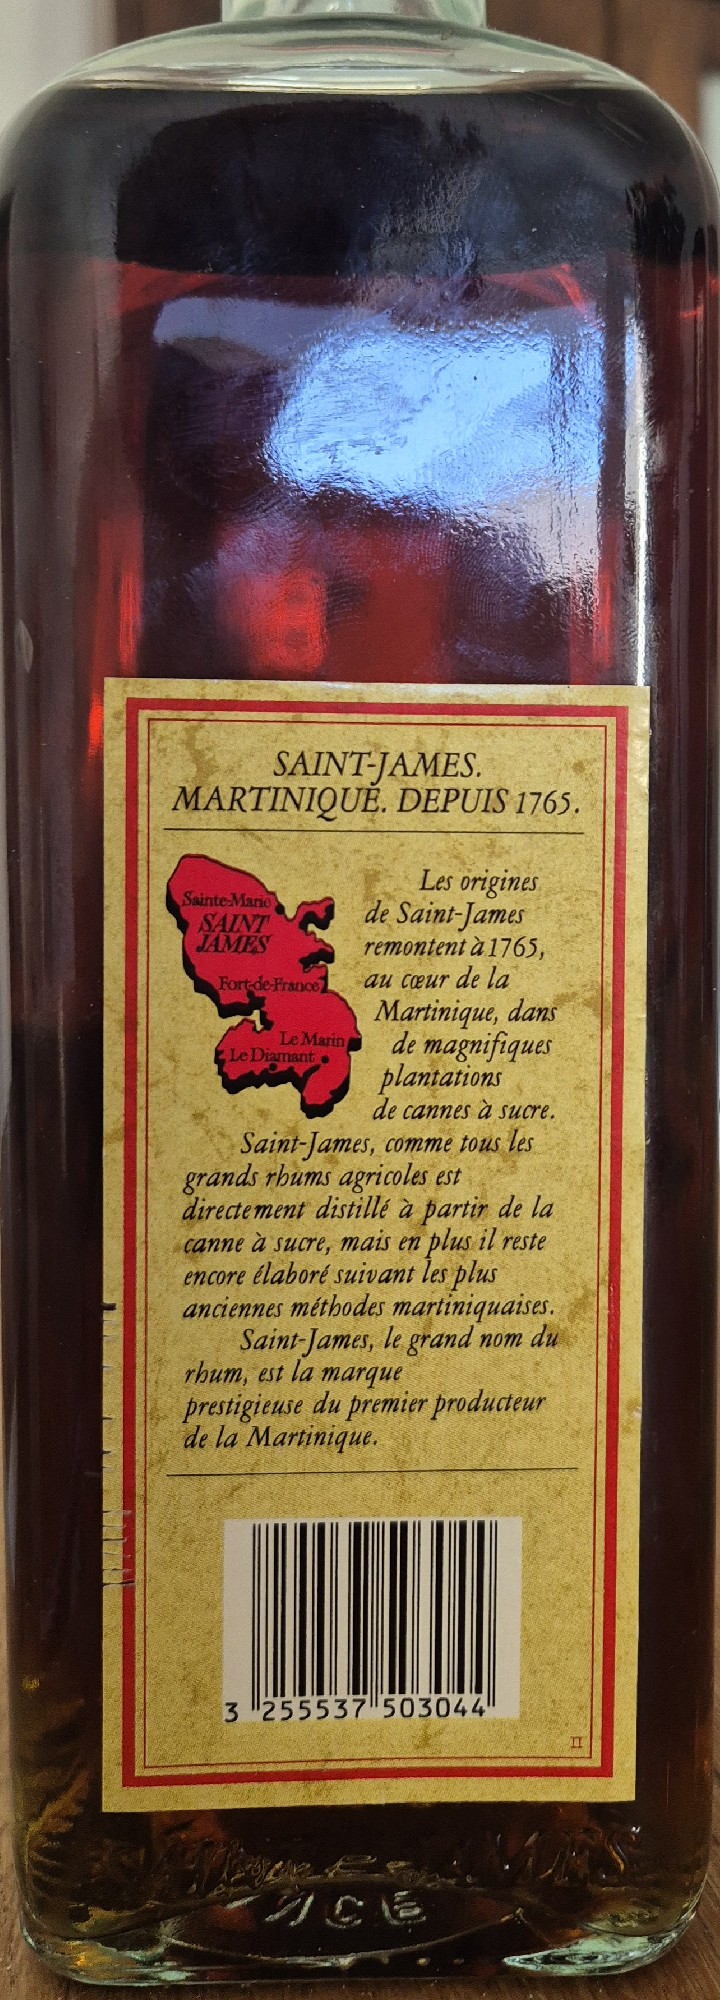 SAINT-JAMES.
MARTINIQUE. DEPUIS 1765.
Sainte-Marie
SAINT
JAMES
Fort-de-France
Le Marin
Le Diamant
Les origines
de Saint-James
remontent à 1765,
au cœur de la
Martinique, dans
de magnifiques
plantations
de cannes à sucre.
Saint-James, comme tous les
grands rhums agricoles est
directement distillé à partir de la
canne à sucre, mais en plus il reste
encore élaboré suivant les plus
anciennes méthodes martiniquaises.
Saint-James, le grand nom du
rhum, est la marque
prestigieuse du premier producteur
de la Martinique.
3 255537 503044
II